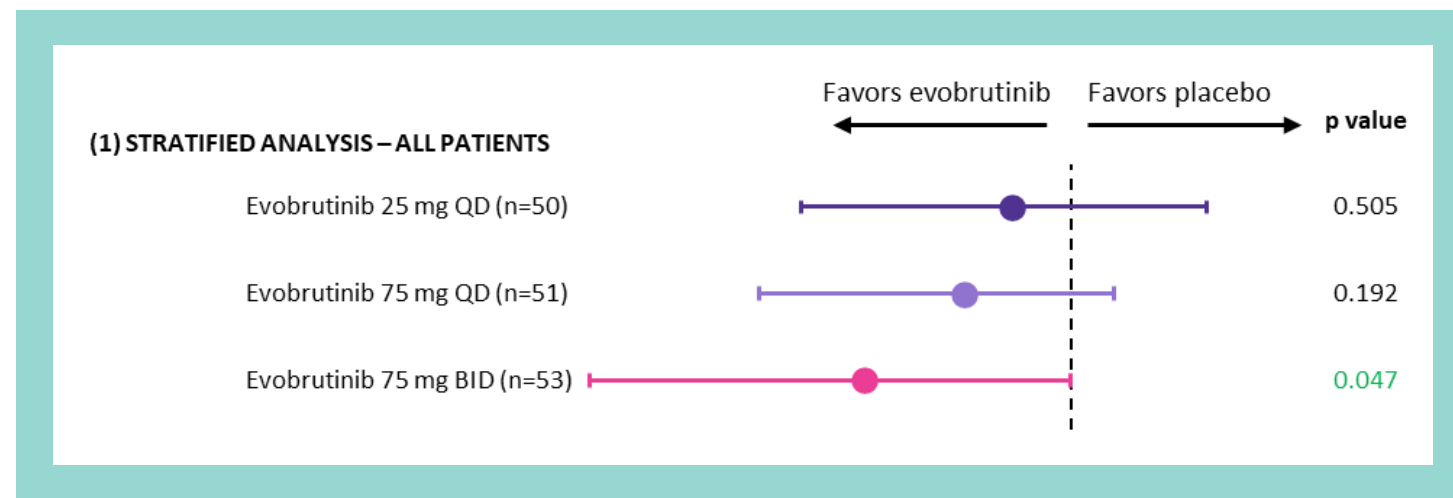 Favors evobrutinib Favors placebo
p value
(1) STRATIFIED ANALYSIS – ALL PATIENTS
Evobrutinib 25 mg QD (n=50) 0.505
Evobrutinib 75 mg QD (n=51) 0.192
Evobrutinib 75 mg BID (n=53) 0.047